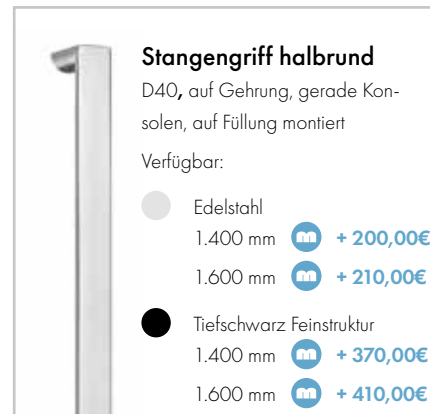 Stangengriff halbrund
D40, auf Gehrung, gerade Kon-
solen, auf Füllung montiert
Verfügbar:
Edelstahl
1.400 mm m + 200,00€
1.600 mm m + 210,00€
Tiefschwarz Feinstruktur
1.400 mm m + 370,00€
1.600 mm m + 410,00€